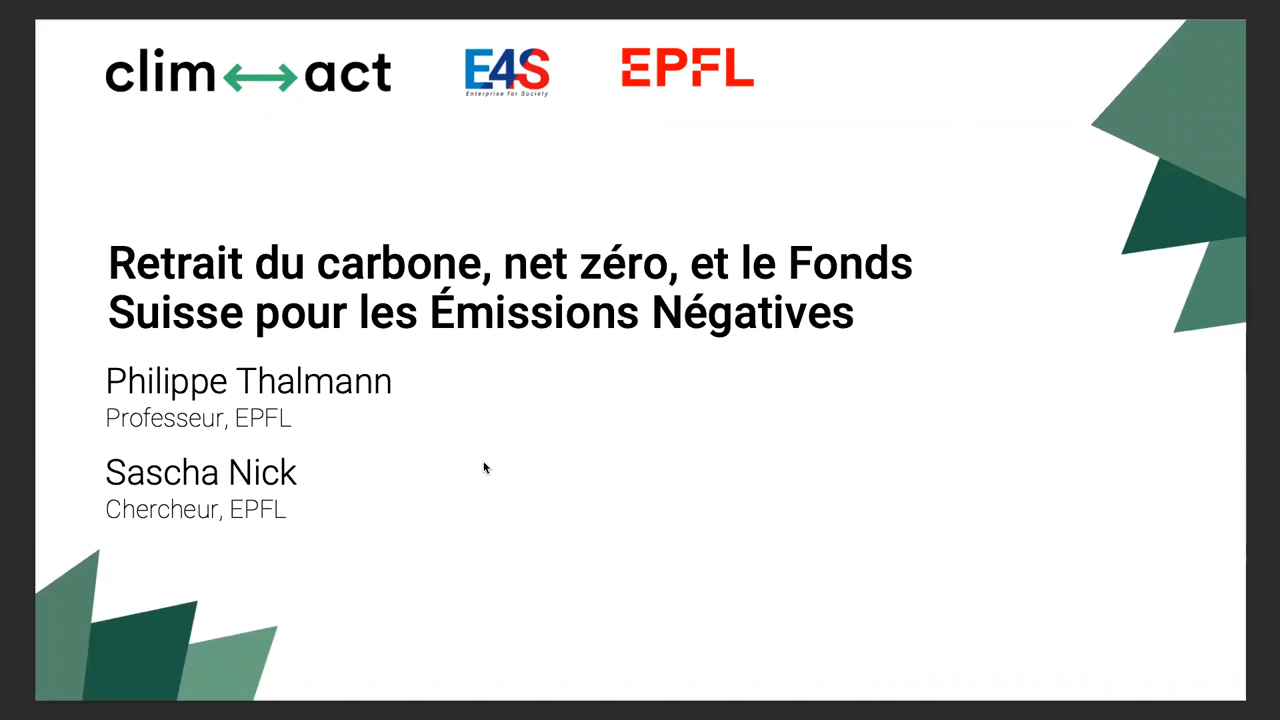 clim act
E4S
Enterprise for Society
EPFL
Retrait du carbone, net zéro, et le Fonds
Suisse pour les Émissions Négatives
Philippe Thalmann
Professeur, EPFL
Sascha Nick
Chercheur, EPFL